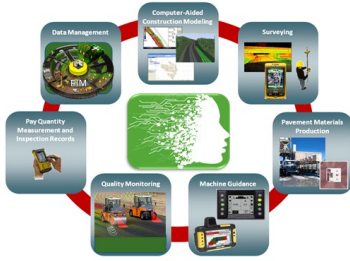 Computer-Aided
Construction Modeling
Data Management
BIM
Surveying
Pay Quantity
Measurement and
Inspection Records
Pavement Materials
Production
Quality Monitoring
Machine Guidance